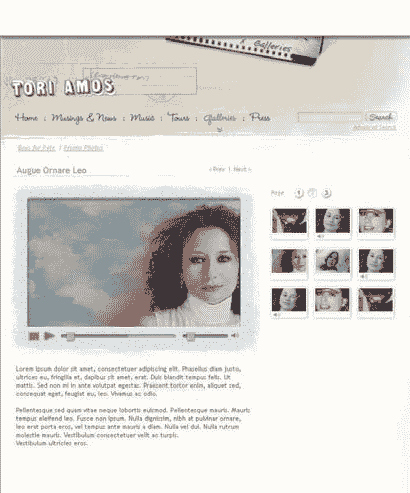 Galleries
TORI AMOS
Home : Musings & News : Music : Tours : Galleries : Press
Search
Advanced Search
Promo Photos
Augue Ornare Leo
‹ Prev | Next ›
Page
1 2 3
Lorem ipsum dolor sit amet, consectetuer adipiscing elit. Phasellus diam justo,
ultrices eu, fringilla et, dapibus sit amet, erat. Duis blandit tempus felis. Ut
mattis. Sed non mi in ante volutpat egestas. Praesent tortor enim, aliquet sed,
consequat eget, feugiat eu, leo. Vivamus ac odio.
Pellentesque sed quam vitae neque lobortis euismod. Pellentesque mauris. Mauris
tempus eleifend leo. Fusce non ipsum. Nulla dignissim, nibh at pulvinar ornare,
leo erat porta eros, vel tempus ante mauris a diam. Nulla vel dui. Nulla rutrum
molestie mauris. Vestibulum consectetuer velit ac turpis.
Vestibulum ultricies eros.